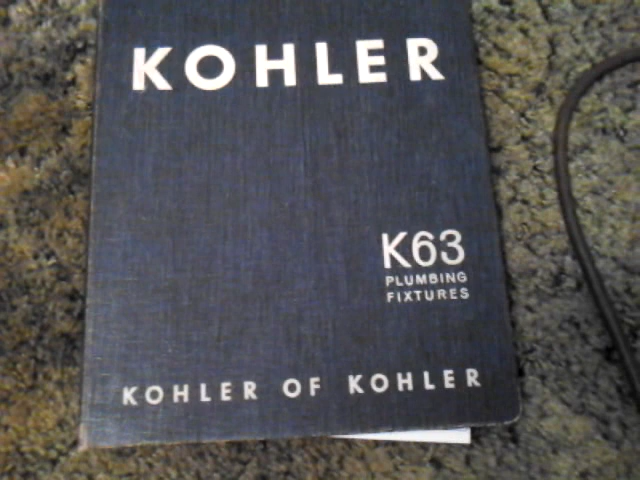 KOHLER
K63
PLUMBING
FIXTURES
KOHLER OF KOHLER